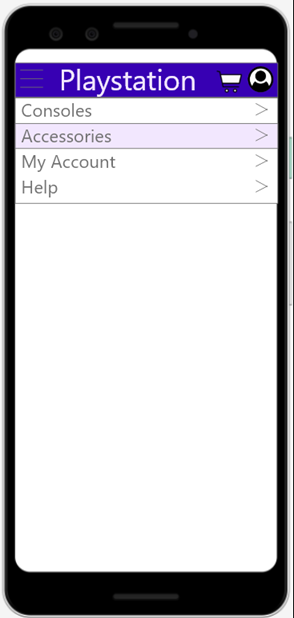 Playstation
Consoles >
Accessories >
My Account >
Help >